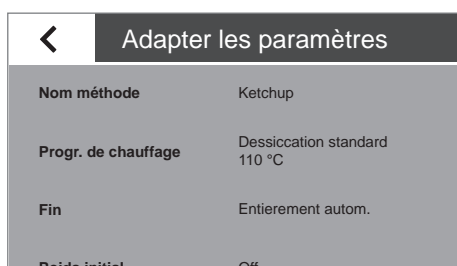 Adapter les paramètres
Nom méthode Ketchup
Progr. de chauffage Dessiccation standard
110 °C
Fin Entierement autom.